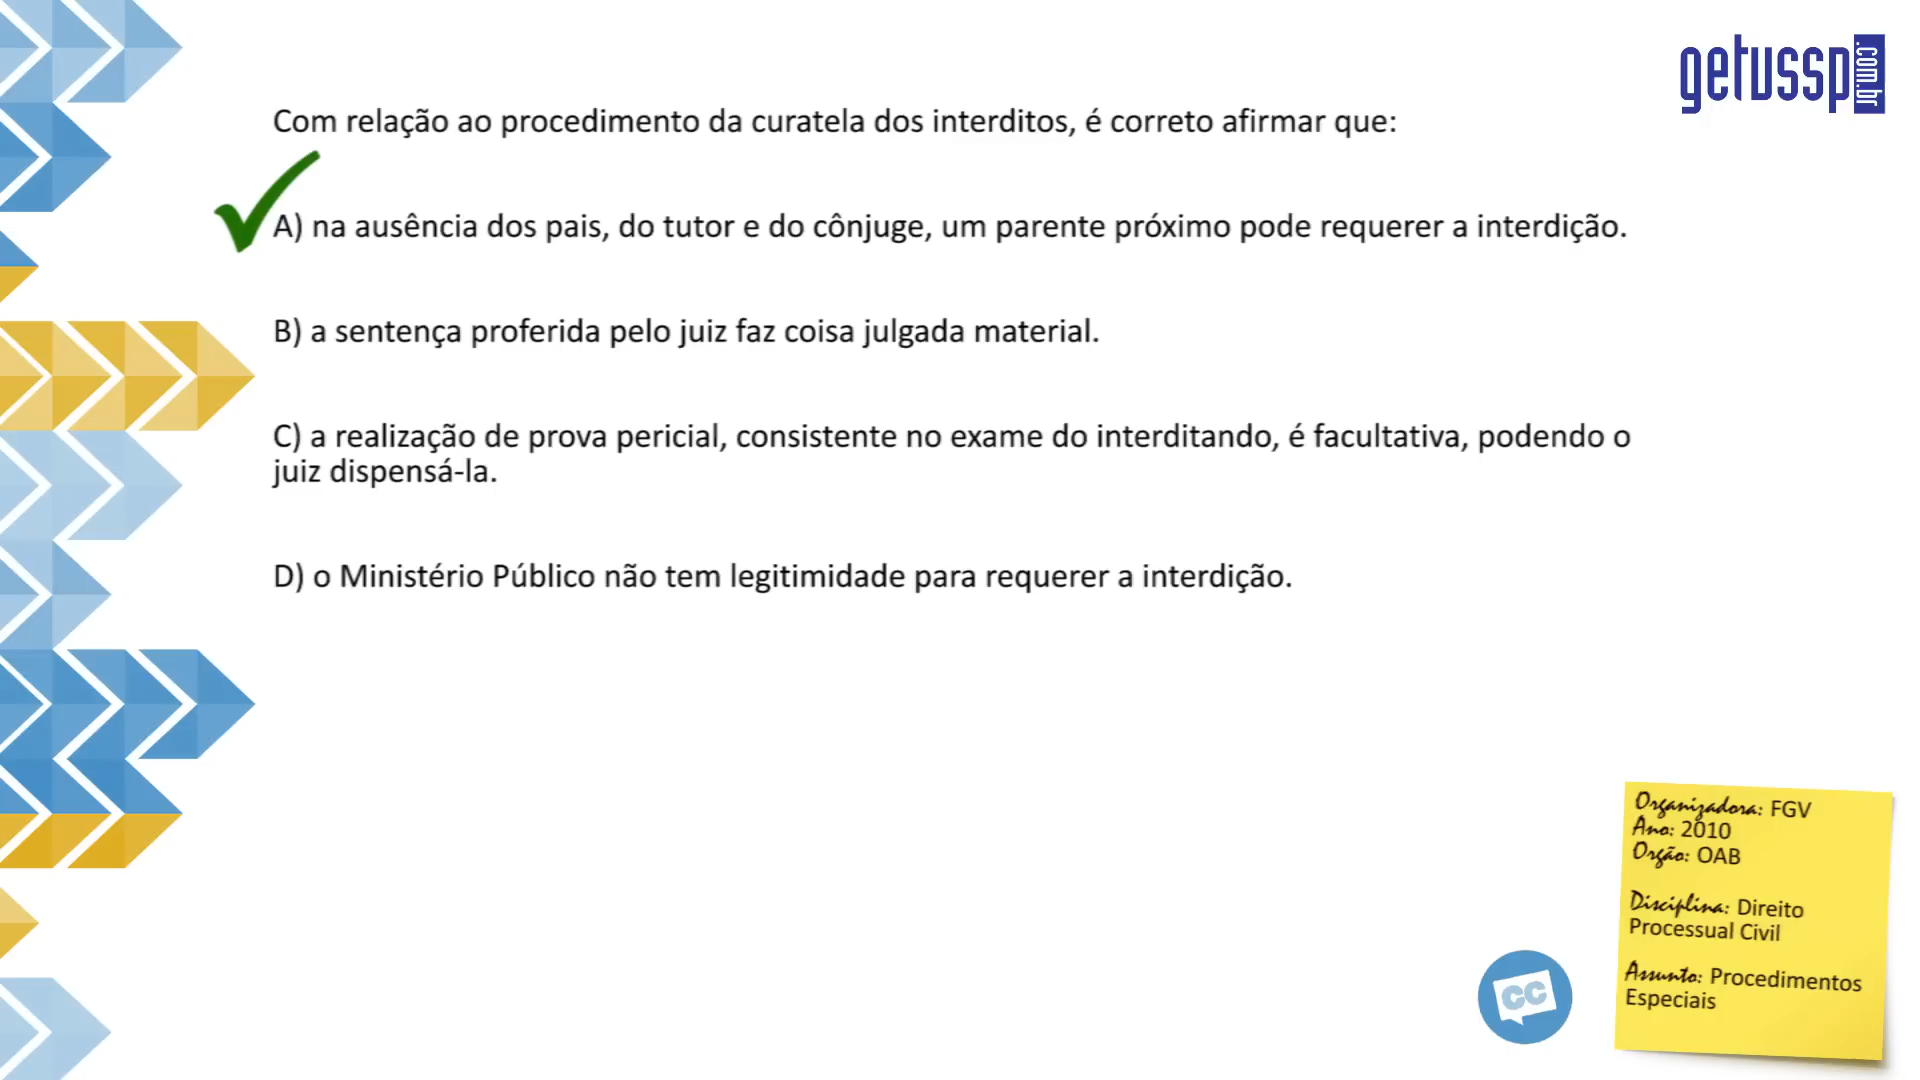 getussp.com.br
Com relação ao procedimento da curatela dos interditos, é correto afirmar que:
A) na ausência dos pais, do tutor e do cônjuge, um parente próximo pode requerer a interdição.
B) a sentença proferida pelo juiz faz coisa julgada material.
C) a realização de prova pericial, consistente no exame do interditando, é facultativa, podendo o
juiz dispensá-la.
D) o Ministério Público não tem legitimidade para requerer a interdição.
Organizadora: FGV
Ano: 2010
Orgão: OAB
Disciplina: Direito
Processual Civil
Assunto: Procedimentos
Especiais
CC